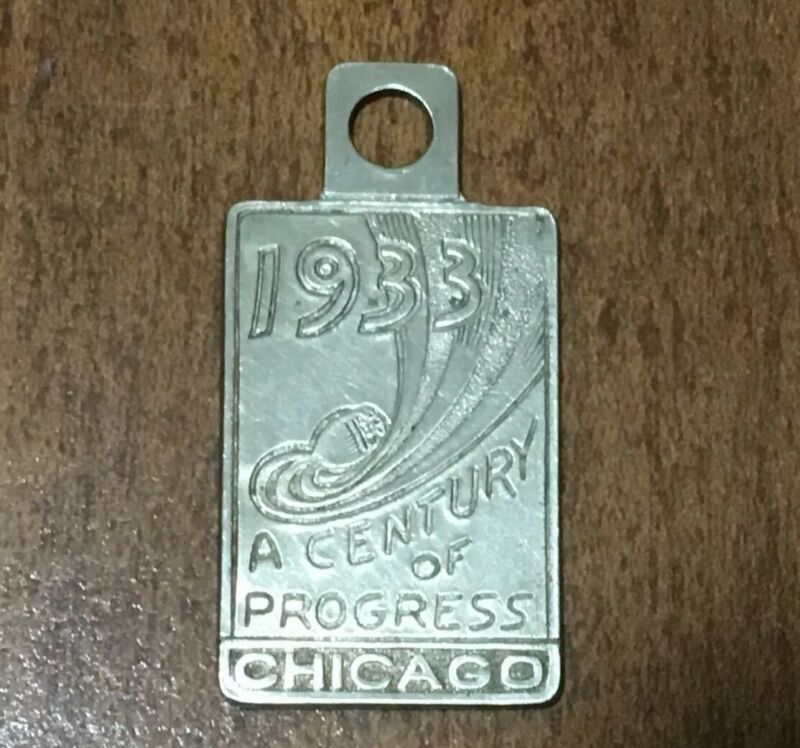 1933
A CENTURY
OF
PROGRESS
CHICAGO